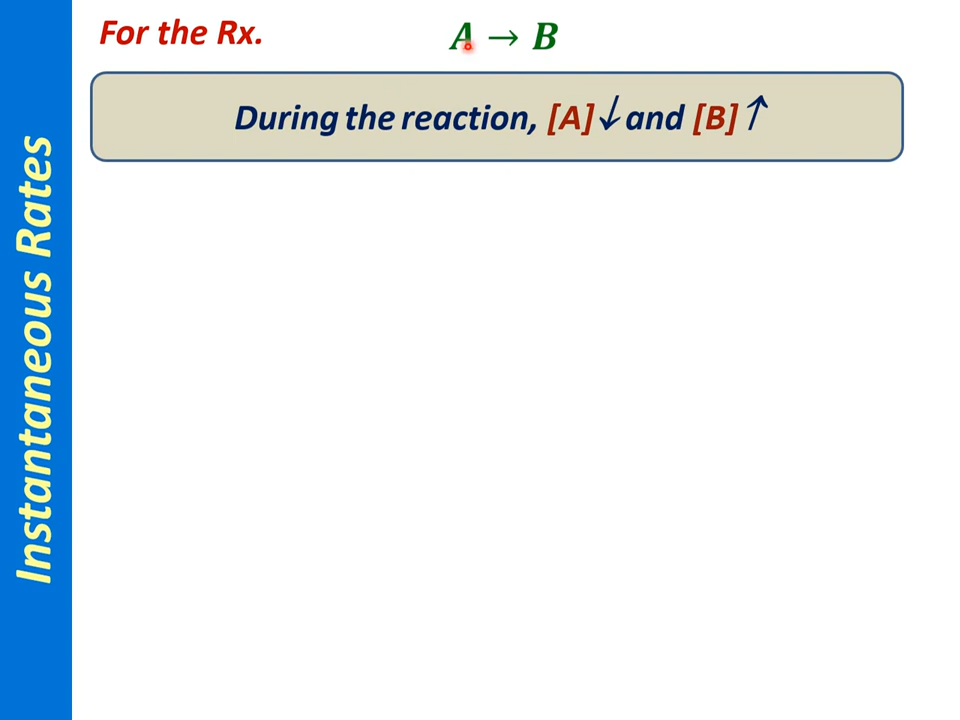 For the Rx. A → B
During the reaction, [A]↓ and [B]↑
Instantaneous Rates